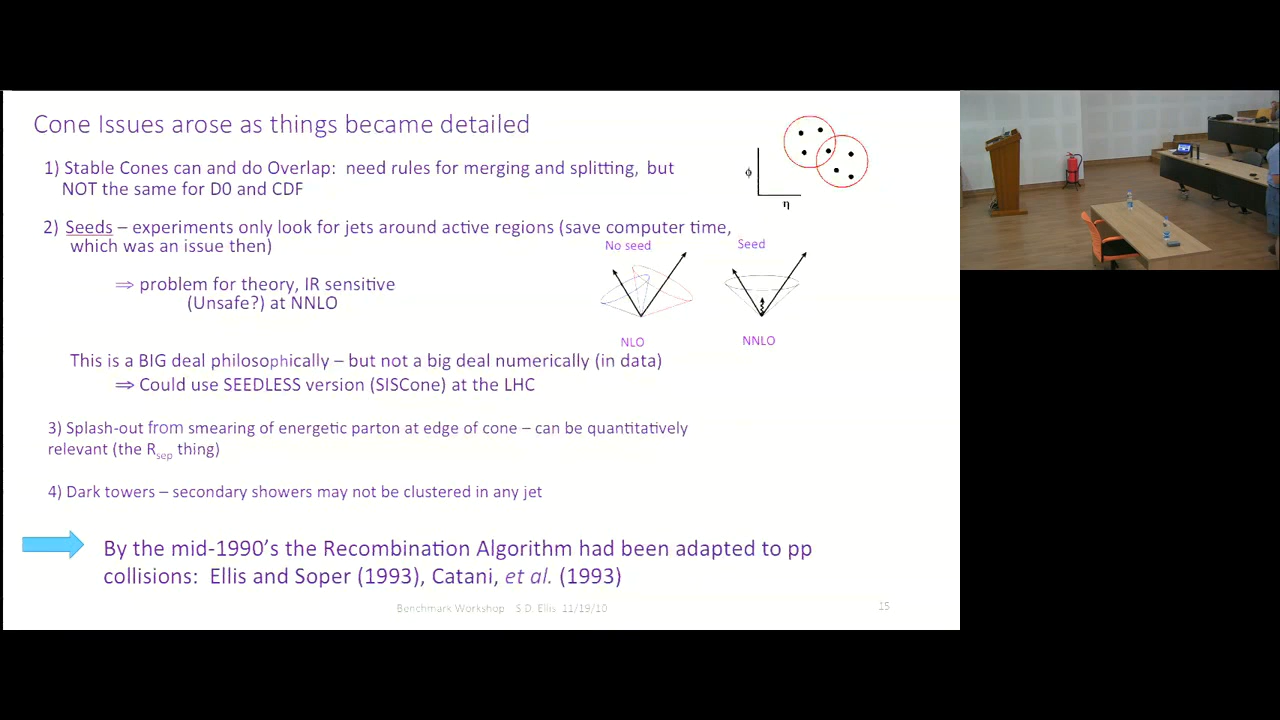 Cone Issues arose as things became detailed
1) Stable Cones can and do Overlap: need rules for merging and splitting, but
NOT the same for D0 and CDF
ϕ
η
2) Seeds – experiments only look for jets around active regions (save computer time,
which was an issue then)
No seed
Seed
⇒ problem for theory, IR sensitive
(Unsafe?) at NNLO
NLO
NNLO
This is a BIG deal philosophically – but not a big deal numerically (in data)
⇒ Could use SEEDLESS version (SISCone) at the LHC
3) Splash-out from smearing of energetic parton at edge of cone – can be quantitatively
relevant (the Rsep thing)
4) Dark towers – secondary showers may not be clustered in any jet
By the mid-1990's the Recombination Algorithm had been adapted to pp
collisions: Ellis and Soper (1993), Catani, et al. (1993)
Benchmark Workshop S.D. Ellis 11/19/10
15